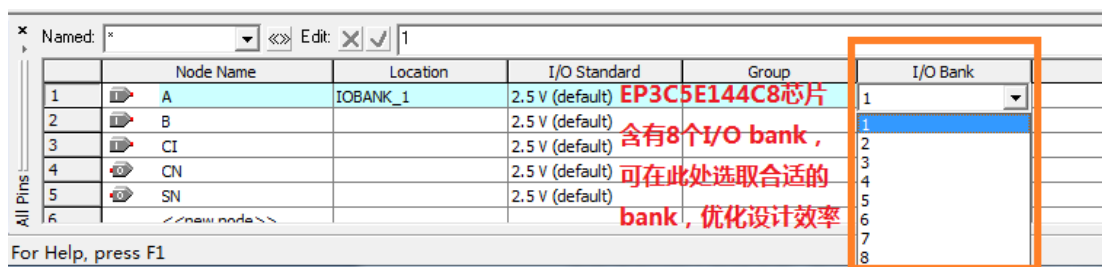 Named: * Edit: 1
Node Name Location I/O Standard Group I/O Bank
1 A IOBANK_1 2.5 V (default) 1
2 B 2.5 V (default)
3 CI 2.5 V (default)
4 CN 2.5 V (default)
5 SN 2.5 V (default)
6 <<new node>>
EP3C5E144C8芯片
含有8个I/O bank，
可在此处选取合适的
bank，优化设计效率
1
2
3
4
5
6
7
8
All Pins
For Help, press F1